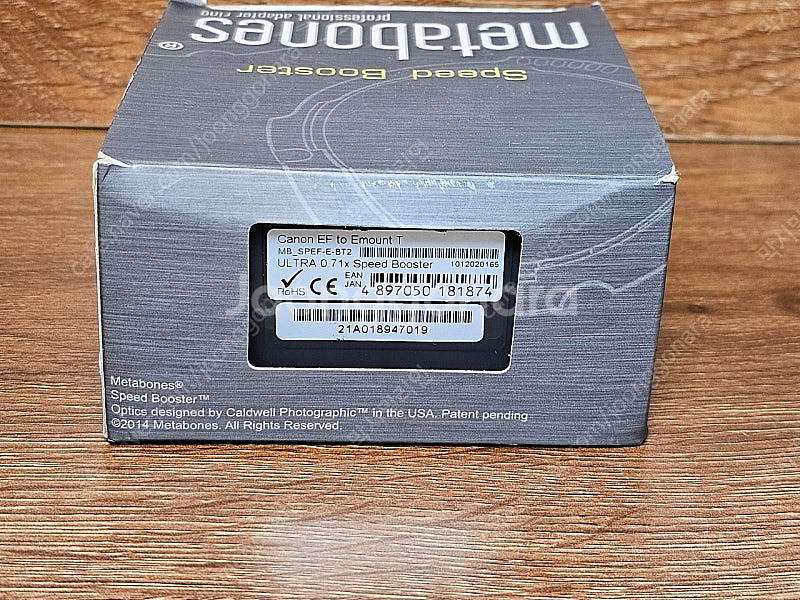 metabones®
professional adapter ring
Speed Booster
Canon EF to Emount T
MB_SPEF-E-BT2
ULTRA 0.71x Speed Booster
1012020165
RoHS CE
EAN
JAN
4 897050 181874
21A018947019
Metabones®
Speed Booster™
Optics designed by Caldwell Photographic™ in the USA. Patent pending
©2014 Metabones. All Rights Reserved.